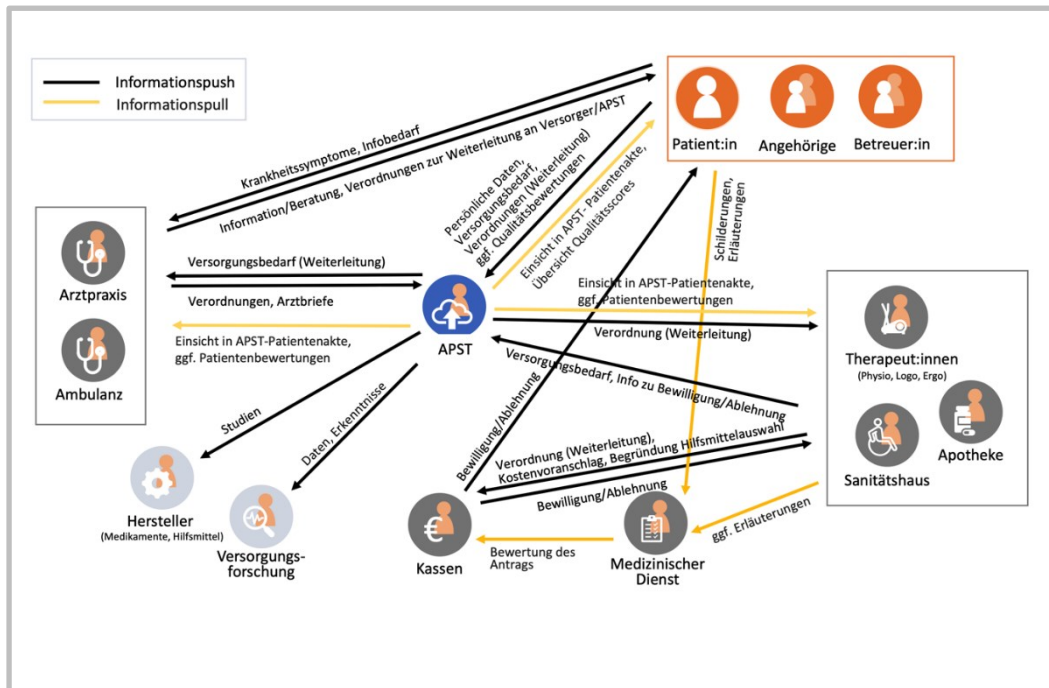 Informationspush
Informationspull
Patient:in
Angehörige
Betreuer:in
Krankheitssymptome, Infobedarf
Information/Beratung, Verordnungen zur Weiterleitung an Versorger/APST
Persönliche Daten,
Versorgungsbedarf,
Verordnungen (Weiterleitung)
ggf. Qualitätsbewertungen
Einsicht in APST- Patientenakte,
Übersicht Qualitätsscores
Schilderungen,
Erläuterungen
Arztpraxis
Ambulanz
Versorgungsbedarf (Weiterleitung)
Verordnungen, Arztbriefe
Einsicht in APST-Patientenakte,
ggf. Patientenbewertungen
APST
Einsicht in APST-Patientenakte,
ggf. Patientenbewertungen
Verordnung (Weiterleitung)
Therapeut:innen
(Physio, Logo, Ergo)
Apotheke
Sanitätshaus
Versorgungsbedarf, Info zu Bewilligung/Ablehnung
Studien
Daten, Erkenntnisse
Bewilligung/Ablehnung
Verordnung (Weiterleitung),
Kostenvoranschlag, Begründung Hilfsmittelauswahl
Bewilligung/Ablehnung
Hersteller
(Medikamente, Hilfsmittel)
Versorgungs-
forschung
€
Kassen
Bewertung des
Antrags
Medizinischer
Dienst
ggf. Erläuterungen